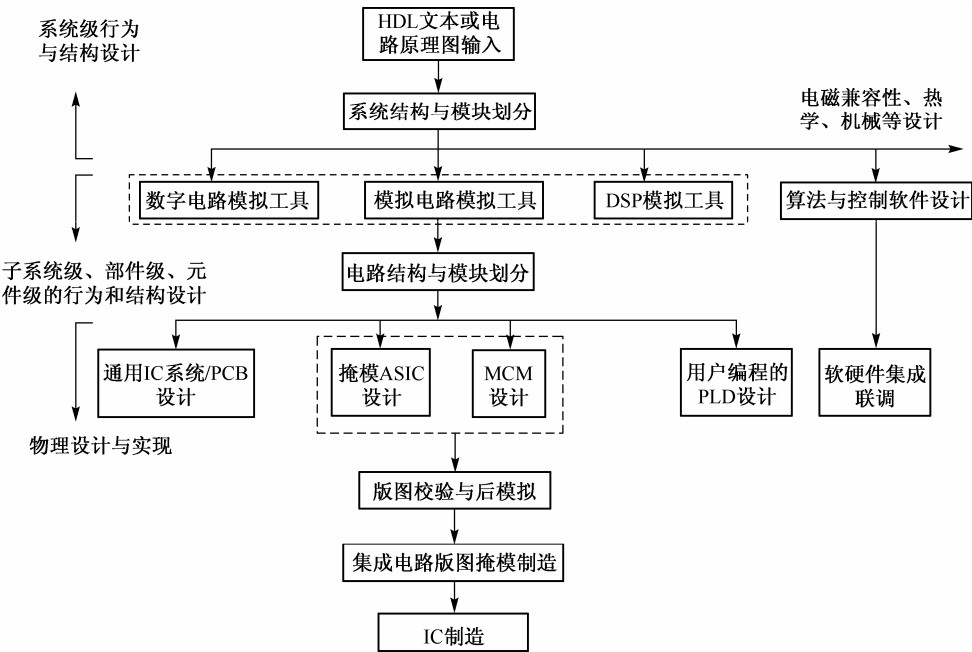 系统级行为
与结构设计
HDL文本或电
路原理图输入
系统结构与模块划分
电磁兼容性、热
学、机械等设计
数字电路模拟工具
模拟电路模拟工具
DSP模拟工具
算法与控制软件设计
子系统级、部件级、元
件级的行为和结构设计
电路结构与模块划分
通用IC系统/PCB
设计
掩模ASIC
设计
MCM
设计
用户编程的
PLD设计
软硬件集成
联调
物理设计与实现
版图校验与后模拟
集成电路版图掩模制造
IC制造